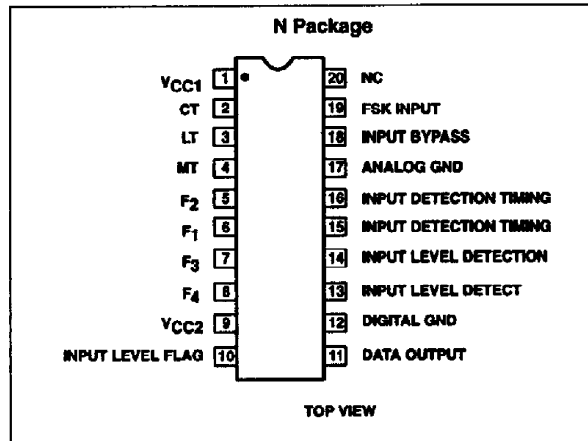 N Package
VCC1 1 20 NC
CT 2 19 FSK INPUT
LT 3 18 INPUT BYPASS
MT 4 17 ANALOG GND
F2 5 16 INPUT DETECTION TIMING
F1 6 15 INPUT DETECTION TIMING
F3 7 14 INPUT LEVEL DETECTION
F4 8 13 INPUT LEVEL DETECT
VCC2 9 12 DIGITAL GND
INPUT LEVEL FLAG 10 11 DATA OUTPUT
TOP VIEW